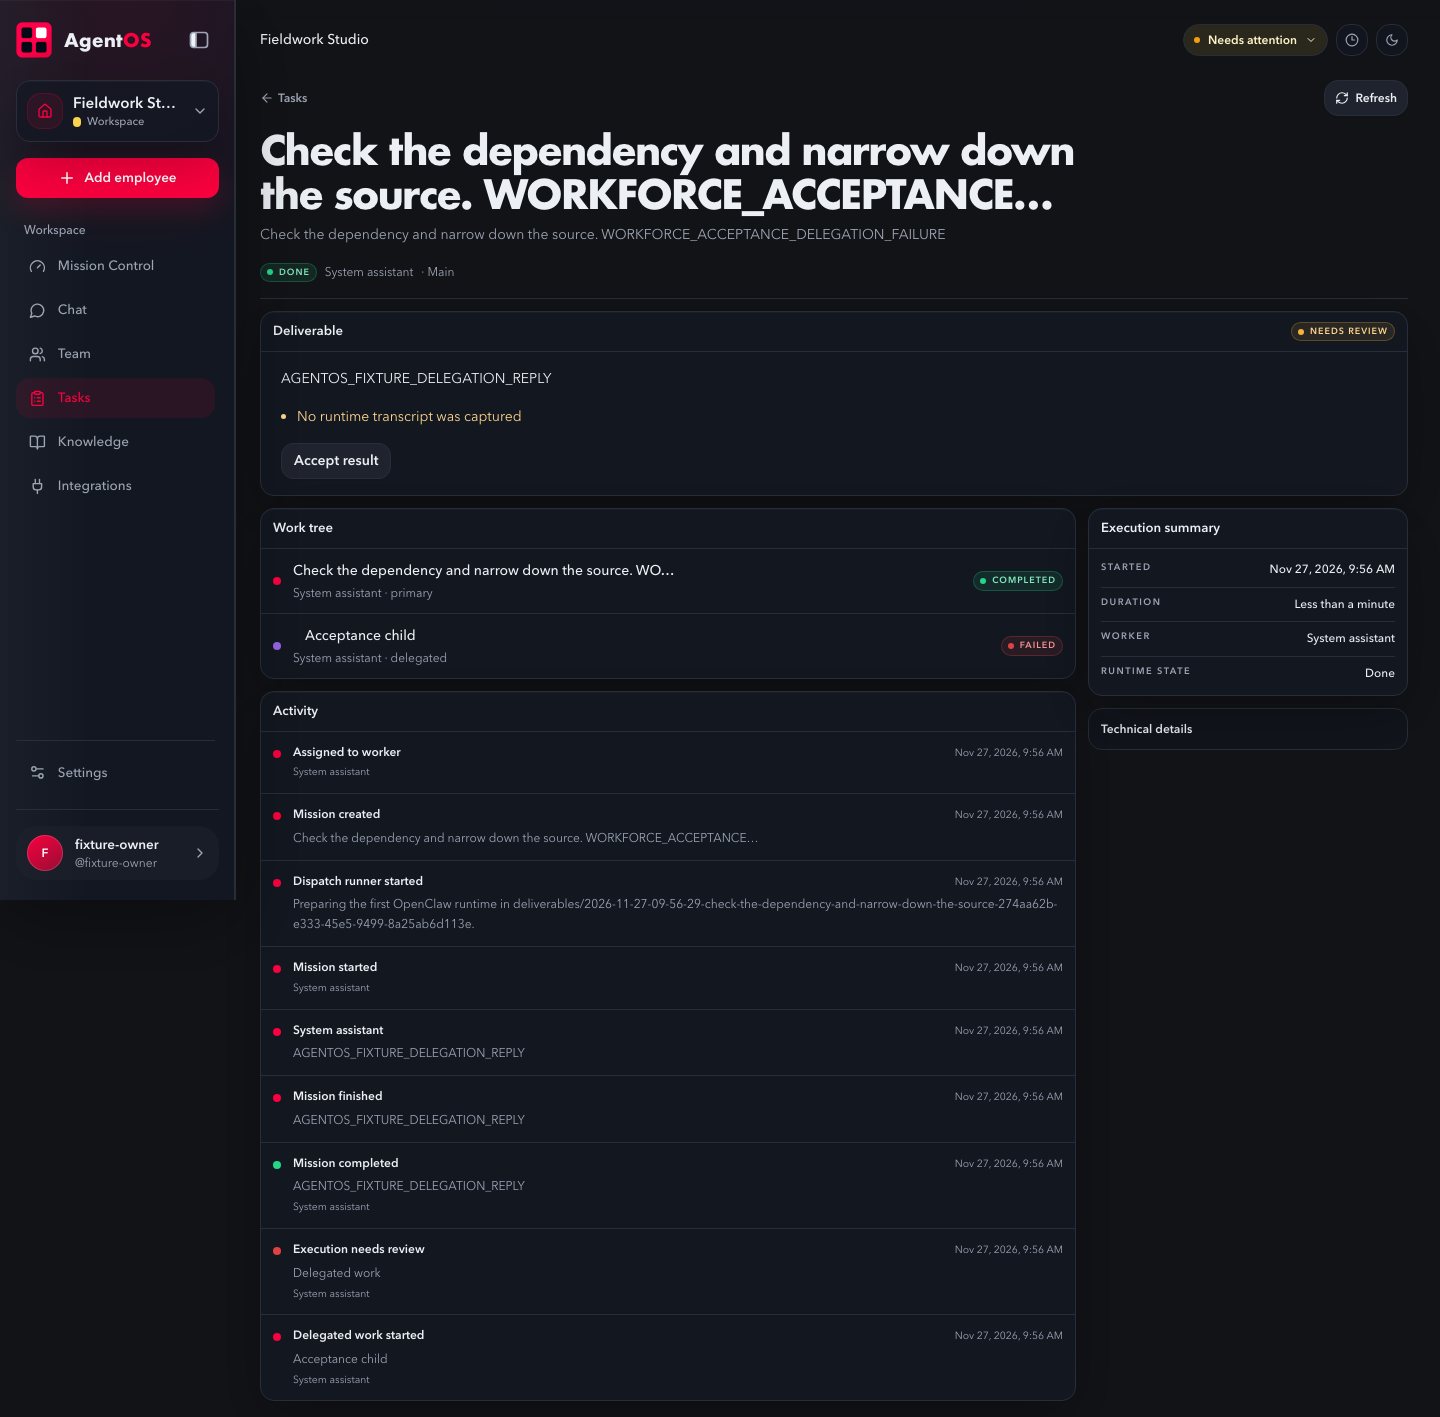 AgentOS
Fieldwork St...
Workspace
Add employee
Workspace
Mission Control
Chat
Team
Tasks
Knowledge
Integrations
Settings
F
fixture-owner
@fixture-owner
Fieldwork Studio
Needs attention
Tasks
Refresh
Check the dependency and narrow down
the source. WORKFORCE_ACCEPTANCE...
Check the dependency and narrow down the source. WORKFORCE_ACCEPTANCE_DELEGATION_FAILURE
DONE System assistant · Main
Deliverable
NEEDS REVIEW
AGENTOS_FIXTURE_DELEGATION_REPLY
• No runtime transcript was captured
Accept result
Work tree
Check the dependency and narrow down the source. WO...
System assistant · primary
COMPLETED
Acceptance child
System assistant · delegated
FAILED
Execution summary
STARTED Nov 27, 2026, 9:56 AM
DURATION Less than a minute
WORKER System assistant
RUNTIME STATE Done
Technical details
Activity
Assigned to worker Nov 27, 2026, 9:56 AM
System assistant
Mission created Nov 27, 2026, 9:56 AM
Check the dependency and narrow down the source. WORKFORCE_ACCEPTANCE...
Dispatch runner started Nov 27, 2026, 9:56 AM
Preparing the first OpenClaw runtime in deliverables/2026-11-27-09-56-29-check-the-dependency-and-narrow-down-the-source-274aa62b-
e333-45e5-9499-8a25ab6d113e.
Mission started Nov 27, 2026, 9:56 AM
System assistant
System assistant Nov 27, 2026, 9:56 AM
AGENTOS_FIXTURE_DELEGATION_REPLY
Mission finished Nov 27, 2026, 9:56 AM
AGENTOS_FIXTURE_DELEGATION_REPLY
Mission completed Nov 27, 2026, 9:56 AM
AGENTOS_FIXTURE_DELEGATION_REPLY
System assistant
Execution needs review Nov 27, 2026, 9:56 AM
Delegated work
System assistant
Delegated work started Nov 27, 2026, 9:56 AM
Acceptance child
System assistant